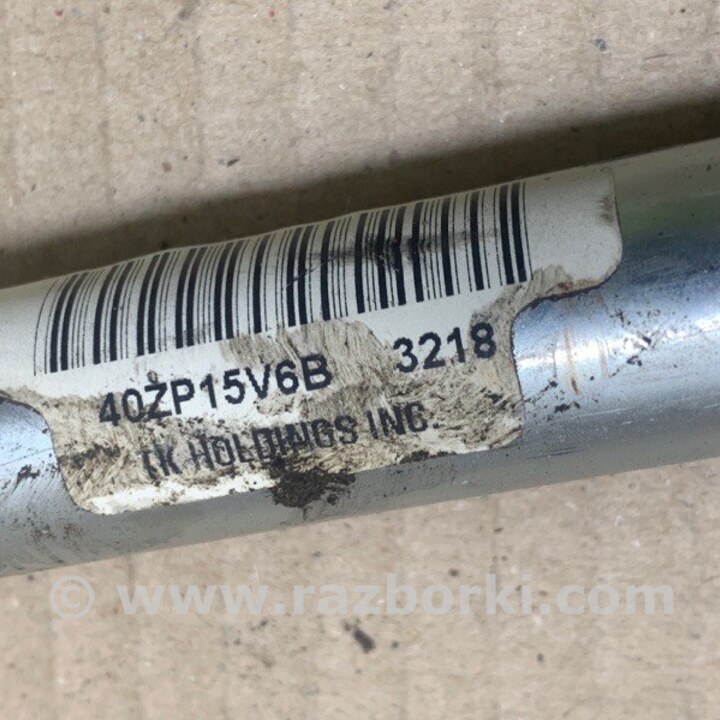 40ZP15V6B 3218
TK HOLDINGS INC.
© www.razborki.com